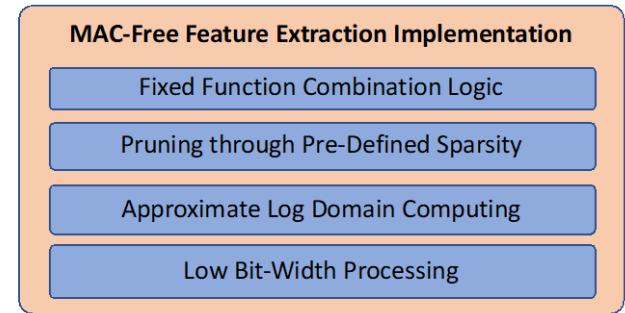 MAC-Free Feature Extraction Implementation
Fixed Function Combination Logic
Pruning through Pre-Defined Sparsity
Approximate Log Domain Computing
Low Bit-Width Processing